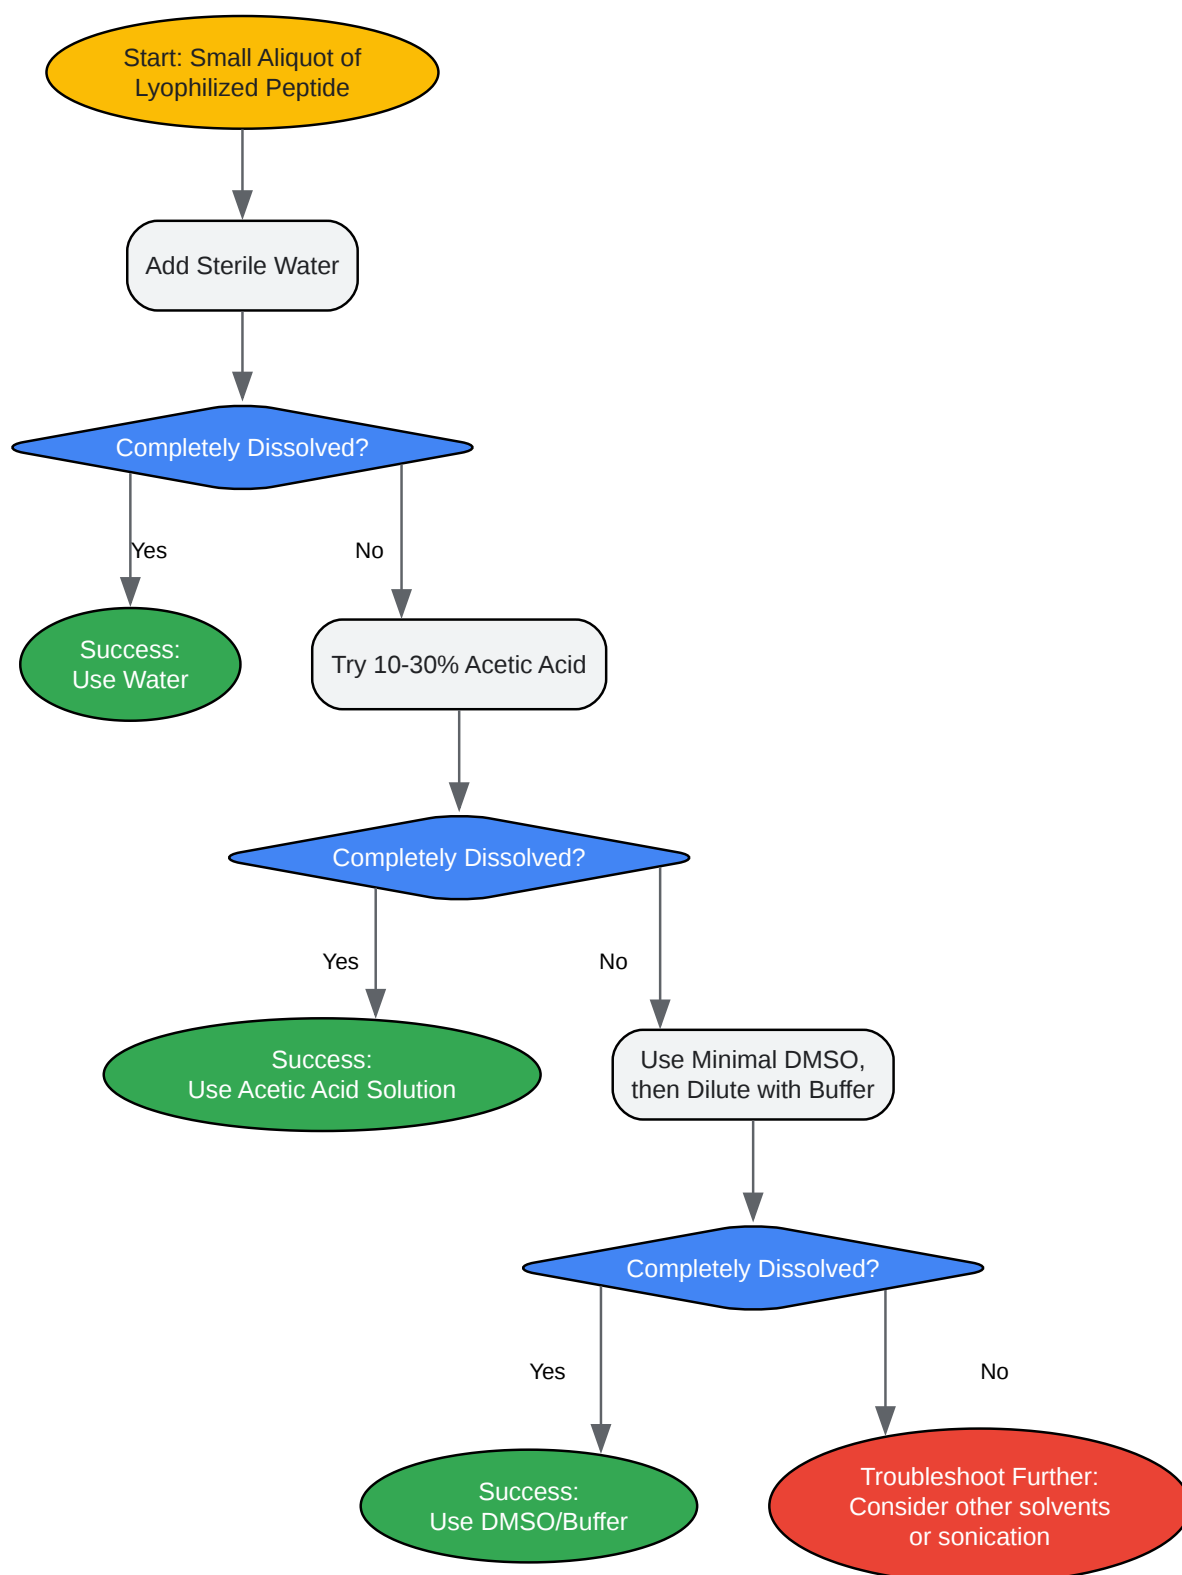 Start: Small Aliquot of
Lyophilized Peptide
Add Sterile Water
Completely Dissolved?
Yes
No
Success:
Use Water
Try 10-30% Acetic Acid
Completely Dissolved?
Yes
No
Success:
Use Acetic Acid Solution
Use Minimal DMSO,
then Dilute with Buffer
Completely Dissolved?
Yes
No
Success:
Use DMSO/Buffer
Troubleshoot Further:
Consider other solvents
or sonication